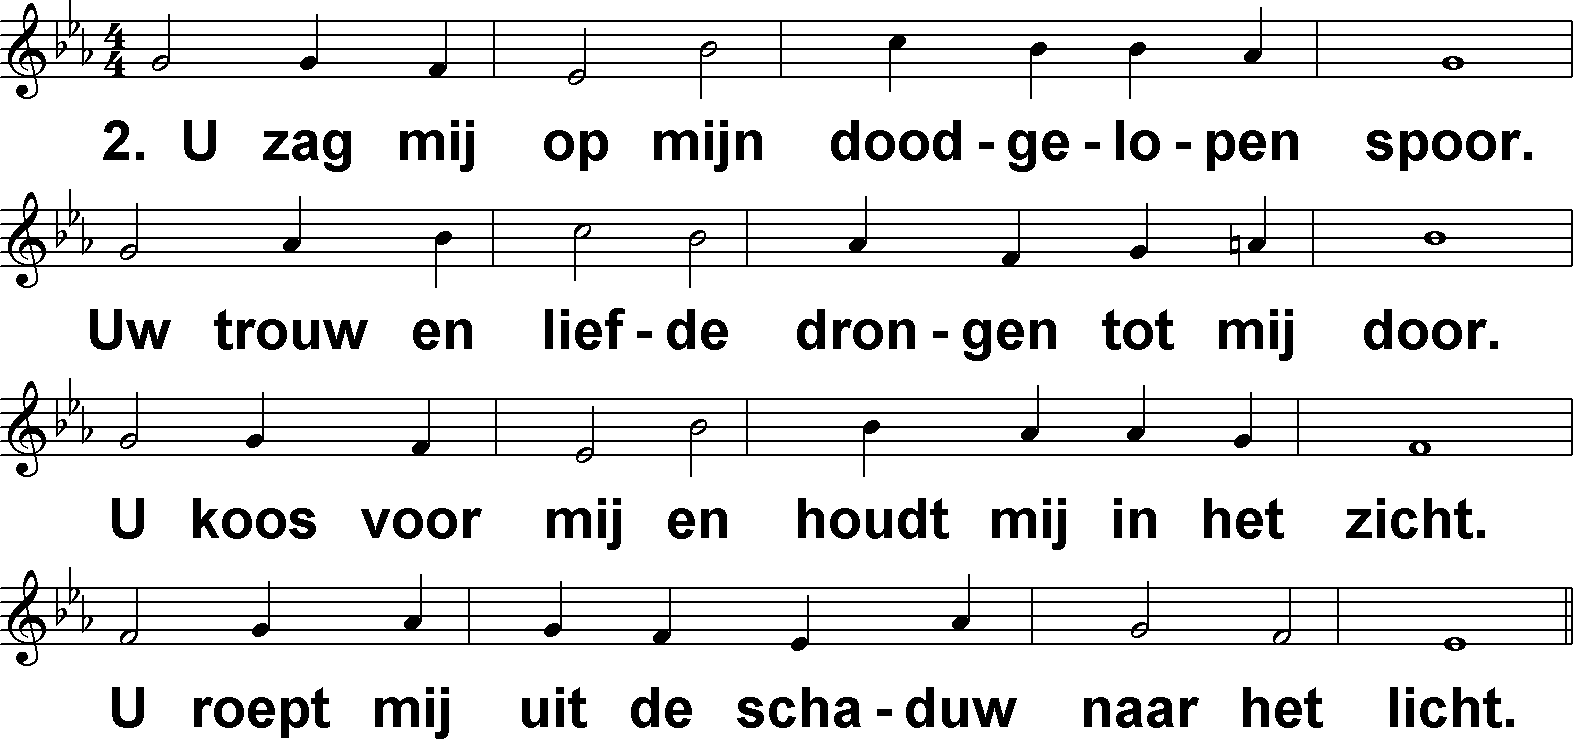 2. U zag mij op mijn dood - ge - lo - pen spoor.
Uw trouw en lief - de dron - gen tot mij door.
U koos voor mij en houdt mij in het zicht.
U roept mij uit de scha - duw naar het licht.